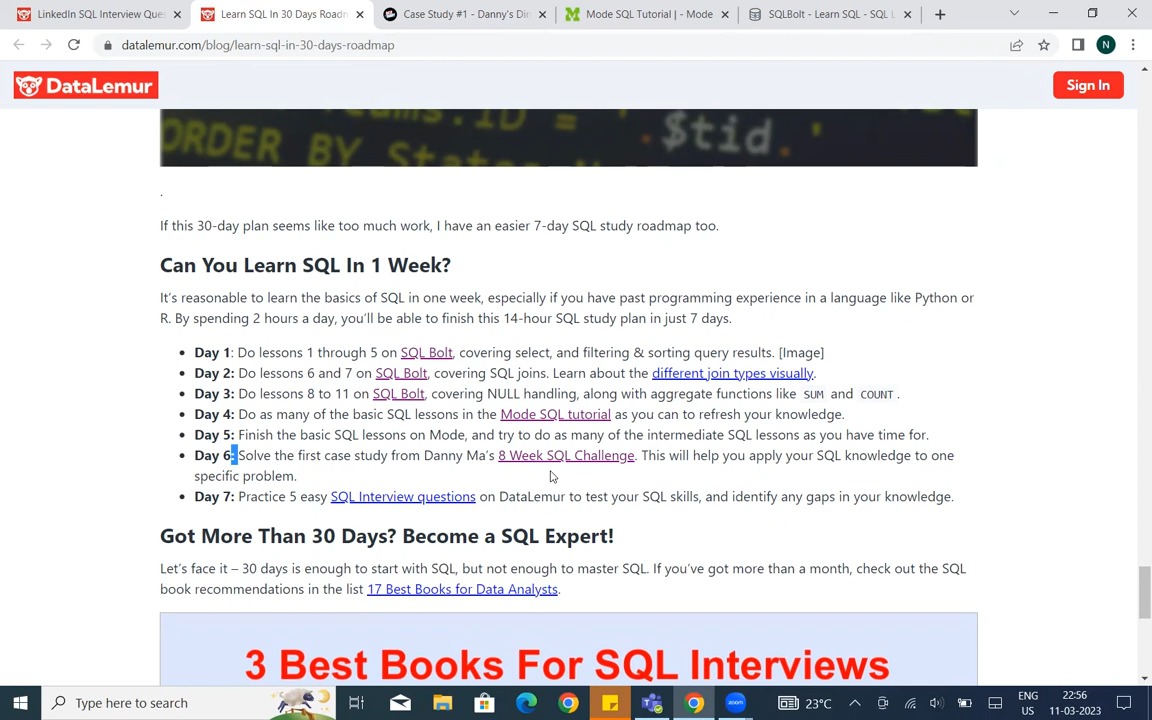 LinkedIn SQL Interview Ques
Learn SQL In 30 Days Roadm
Case Study #1 - Danny's Din
Mode SQL Tutorial | - Mode
SQLBolt - Learn SQL - SQL L
datalemur.com/blog/learn-sql-in-30-days-roadmap
N
DataLemur
Sign In
ORDER BY
= '.$tid.'
.
If this 30-day plan seems like too much work, I have an easier 7-day SQL study roadmap too.
Can You Learn SQL In 1 Week?
It's reasonable to learn the basics of SQL in one week, especially if you have past programming experience in a language like Python or
R. By spending 2 hours a day, you'll be able to finish this 14-hour SQL study plan in just 7 days.
Day 1: Do lessons 1 through 5 on SQL Bolt, covering select, and filtering & sorting query results. [Image]
Day 2: Do lessons 6 and 7 on SQL Bolt, covering SQL joins. Learn about the different join types visually.
Day 3: Do lessons 8 to 11 on SQL Bolt, covering NULL handling, along with aggregate functions like SUM and COUNT.
Day 4: Do as many of the basic SQL lessons in the Mode SQL tutorial as you can to refresh your knowledge.
Day 5: Finish the basic SQL lessons on Mode, and try to do as many of the intermediate SQL lessons as you have time for.
Day 6: Solve the first case study from Danny Ma's 8 Week SQL Challenge. This will help you apply your SQL knowledge to one
specific problem.
Day 7: Practice 5 easy SQL Interview questions on DataLemur to test your SQL skills, and identify any gaps in your knowledge.
Got More Than 30 Days? Become a SQL Expert!
Let's face it – 30 days is enough to start with SQL, but not enough to master SQL. If you've got more than a month, check out the SQL
book recommendations in the list 17 Best Books for Data Analysts.
3 Best Books For SQL Interviews
Type here to search
zoom
23°C
ENG
US
22:56
11-03-2023